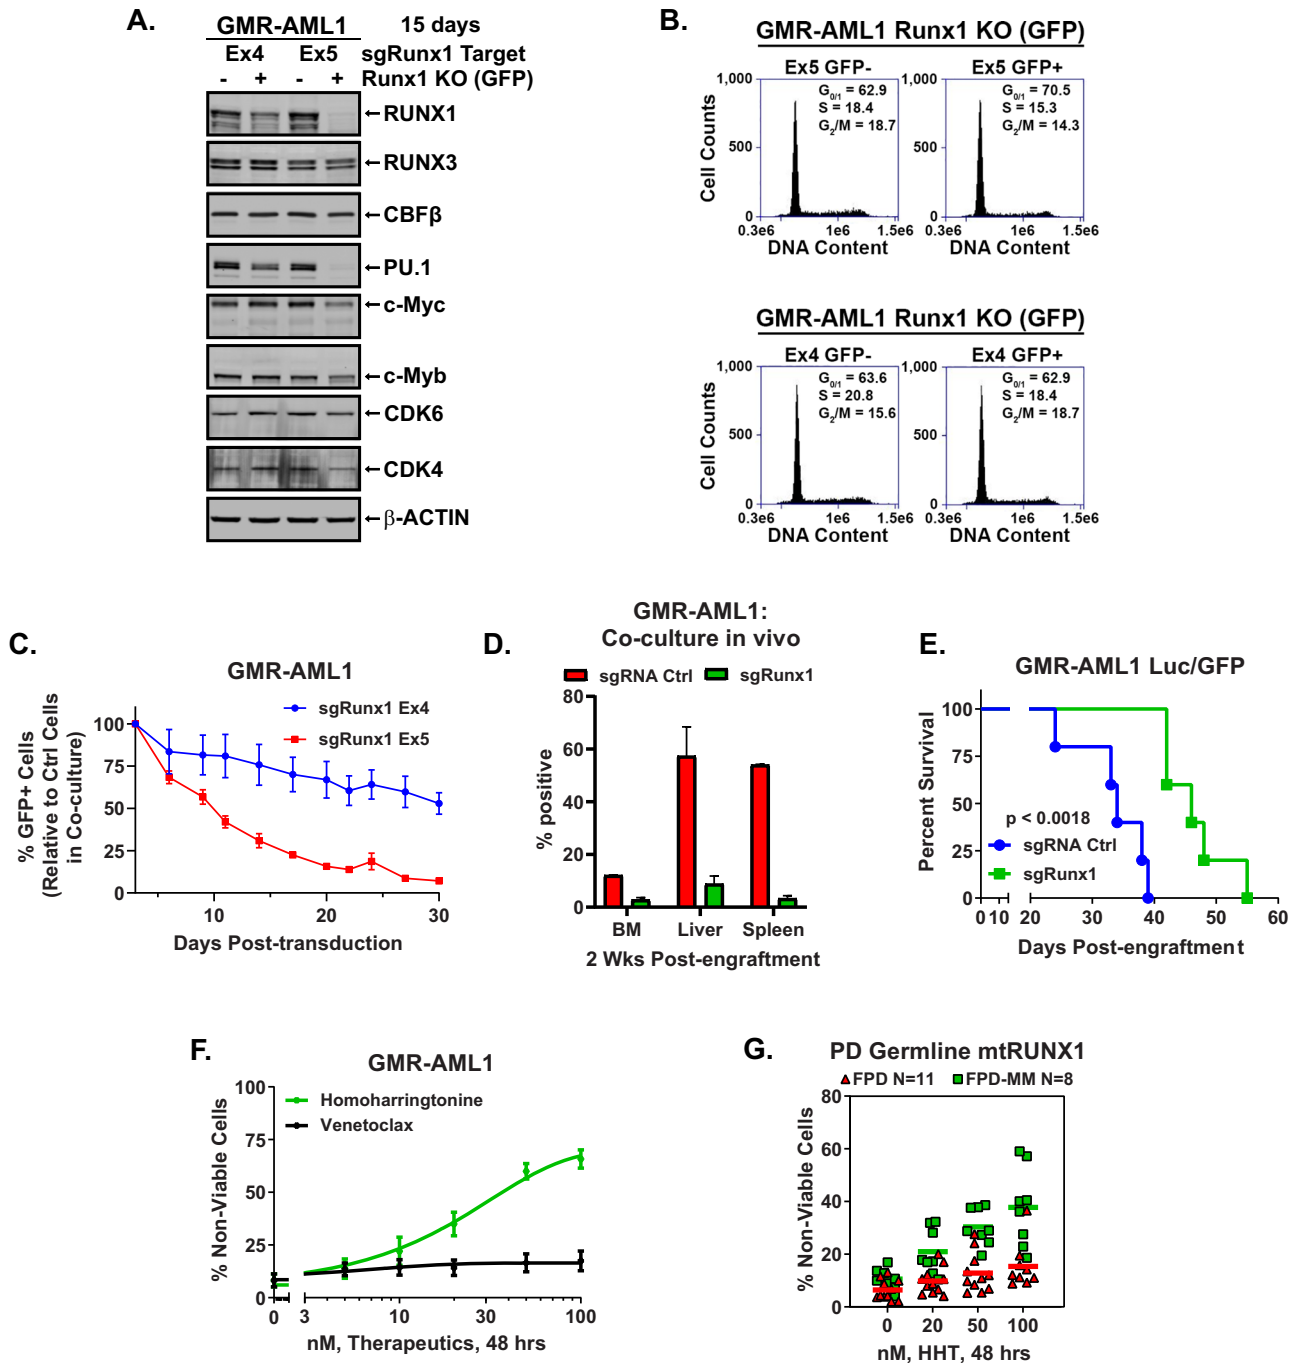 A.
GMR-AML1 15 days
Ex4 Ex5 sgRunx1 Target
- + - + Runx1 KO (GFP)
←RUNX1
←RUNX3
←CBFβ
←PU.1
←c-Myc
←c-Myb
←CDK6
←CDK4
←β-ACTIN
B.
GMR-AML1 Runx1 KO (GFP)
Ex5 GFP- Ex5 GFP+
1,000 1,000
G0/1 = 62.9 G0/1 = 70.5
S = 18.4 S = 15.3
G2/M = 18.7 G2/M = 14.3
Cell Counts
500 500
0 0
0.3e6 1e6 1.5e6 0.3e6 1e6 1.5e6
DNA Content DNA Content
GMR-AML1 Runx1 KO (GFP)
Ex4 GFP- Ex4 GFP+
1,000 1,000
G0/1 = 63.6 G0/1 = 62.9
S = 20.8 S = 18.4
G2/M = 15.6 G2/M = 18.7
Cell Counts
500 500
0 0
0.3e6 1e6 1.5e6 0.3e6 1e6 1.5e6
DNA Content DNA Content
C.
GMR-AML1
sgRunx1 Ex4
sgRunx1 Ex5
% GFP+ Cells
(Relative to Ctrl Cells
in Co-culture)
100
75
50
25
0
10 20 30
Days Post-transduction
D.
GMR-AML1:
Co-culture in vivo
sgRNA Ctrl sgRunx1
% positive
80
60
40
20
0
BM Liver Spleen
2 Wks Post-engraftment
E.
GMR-AML1 Luc/GFP
Percent Survival
100
75
50
25
0
p < 0.0018
sgRNA Ctrl
sgRunx1
0 10 20 30 40 50 60
Days Post-engraftment
F.
GMR-AML1
Homoharringtonine
Venetoclax
% Non-Viable Cells
100
75
50
25
0
0 3 10 30 100
nM, Therapeutics, 48 hrs
G.
PD Germline mtRUNX1
FPD N=11 FPD-MM N=8
% Non-Viable Cells
80
60
40
20
0
0 20 50 100
nM, HHT, 48 hrs